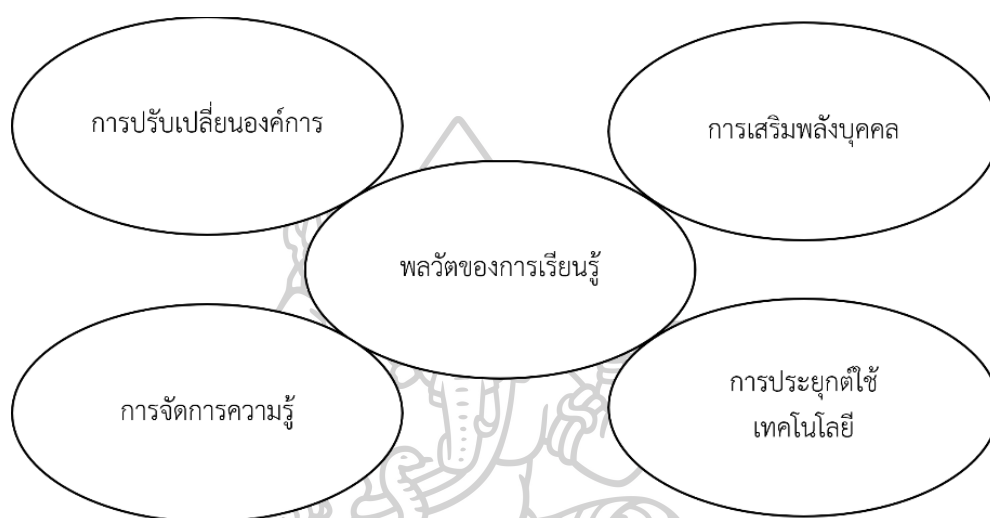 การปรับเปลี่ยนองค์การ
การเสริมพลังบุคคล
พลวัตของการเรียนรู้
การจัดการความรู้
การประยุกต์ใช้
เทคโนโลยี